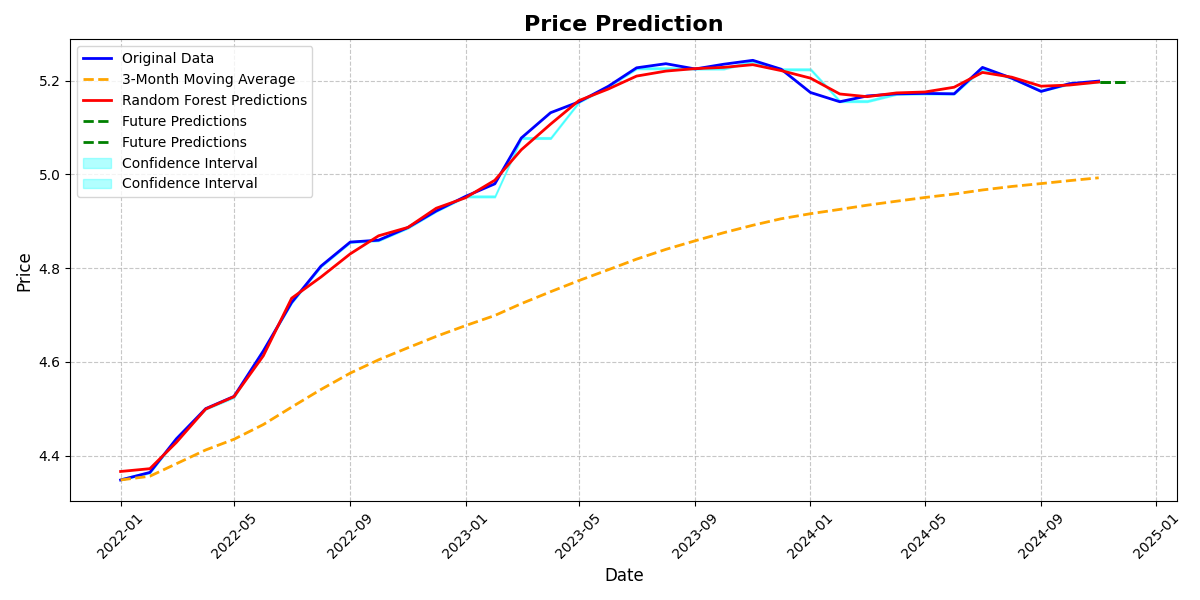 Price Prediction
Original Data
3-Month Moving Average
Random Forest Predictions
Future Predictions
Future Predictions
Confidence Interval
Confidence Interval
Price
5.2
5.0
4.8
4.6
4.4
2022-01
2022-05
2022-09
2023-01
2023-05
2023-09
2024-01
2024-05
2024-09
2025-01
Date